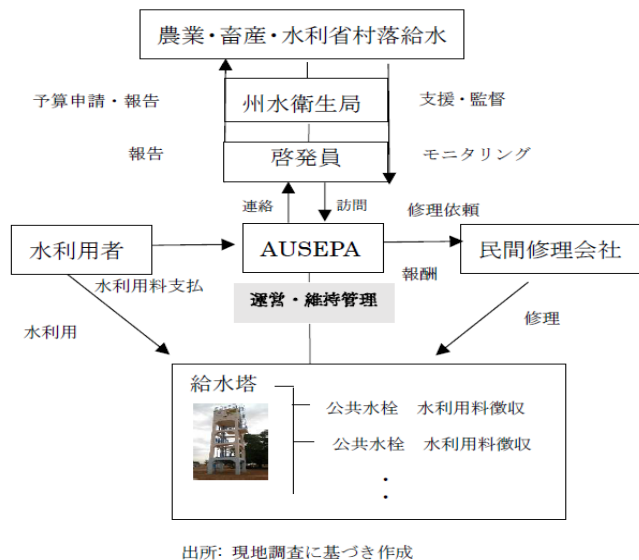 農業・畜産・水利省村落給水
予算申請・報告
州水衛生局
支援・監督
報告
啓発員
モニタリング
連絡
訪問
修理依頼
水利用者
AUSEPA
民間修理会社
水利用料支払
報酬
運営・維持管理
水利用
修理
給水塔
公共水栓 水利用料徴収
公共水栓 水利用料徴収
・
・
出所: 現地調査に基づき作成